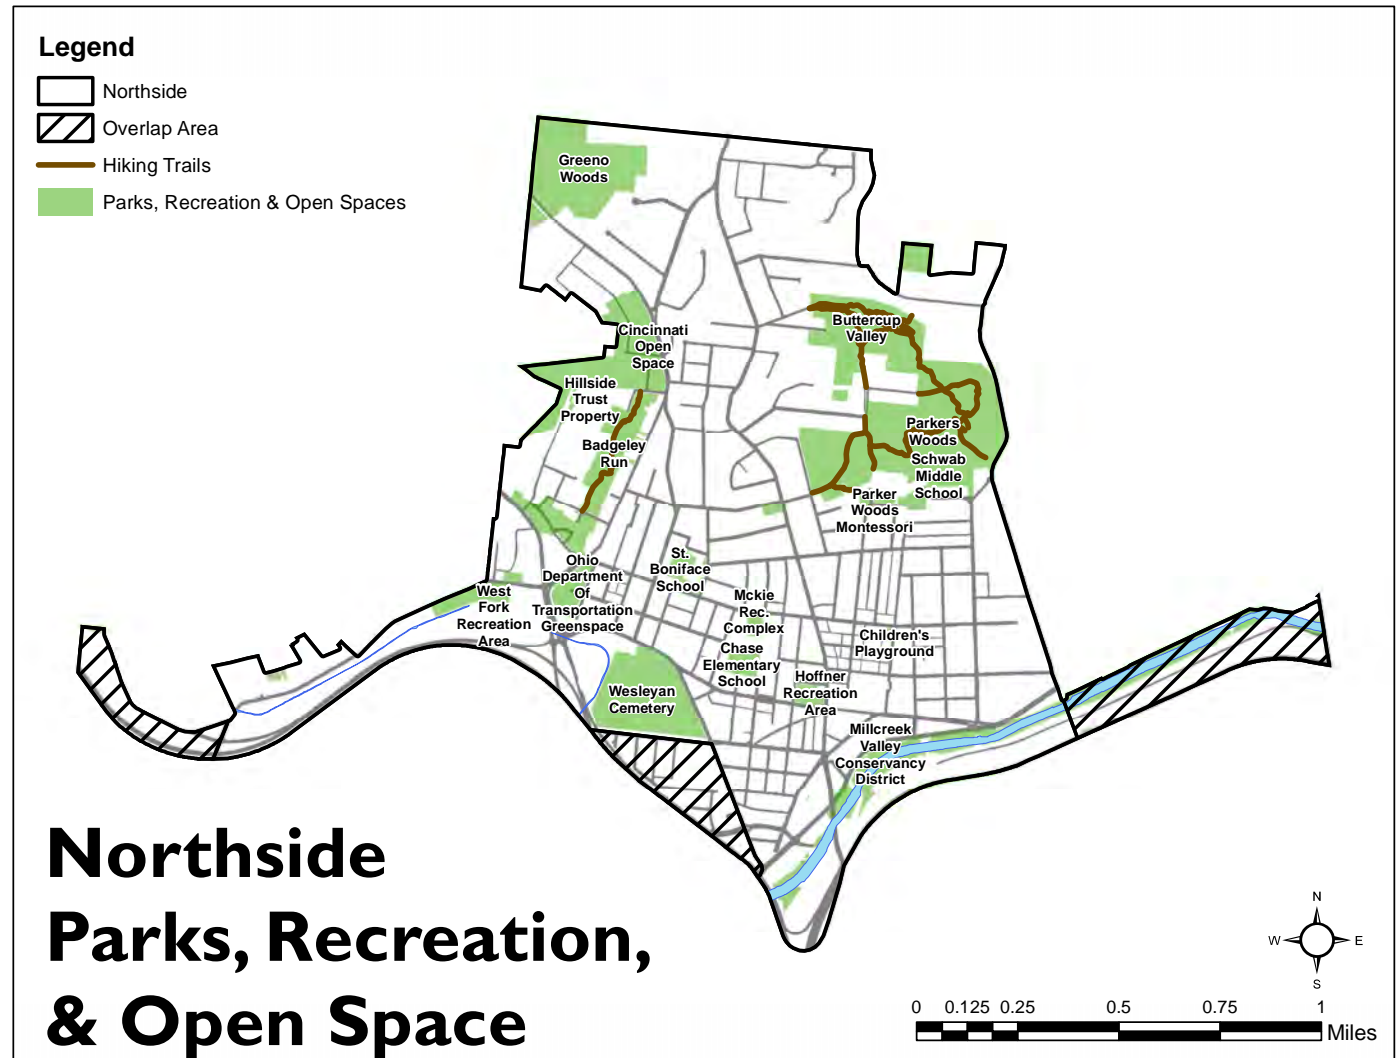 Legend
Northside
Overlap Area
Hiking Trails
Parks, Recreation & Open Spaces
Greeno
Woods
Cincinnati
Open
Space
Buttercup
Valley
Hillside
Trust
Property
Badgeley
Run
Parkers
Woods
Schwab
Middle
School
Parker
Woods
Montessori
Ohio
Department
Of
Transportation
Greenspace
St.
Boniface
School
West
Fork
Recreation
Area
Mckie
Rec.
Complex
Chase
Elementary
School
Children's
Playground
Hoffner
Recreation
Area
Wesleyan
Cemetery
Millcreek
Valley
Conservancy
District
Northside
Parks, Recreation,
& Open Space
N
W E
S
0 0.125 0.25 0.5 0.75 1
Miles